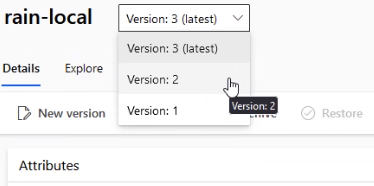 rain-local
Version: 3 (latest)
Version: 3 (latest)
Details Explore
Version: 2
Version: 2
New version
Version: 1
Restore
Attributes